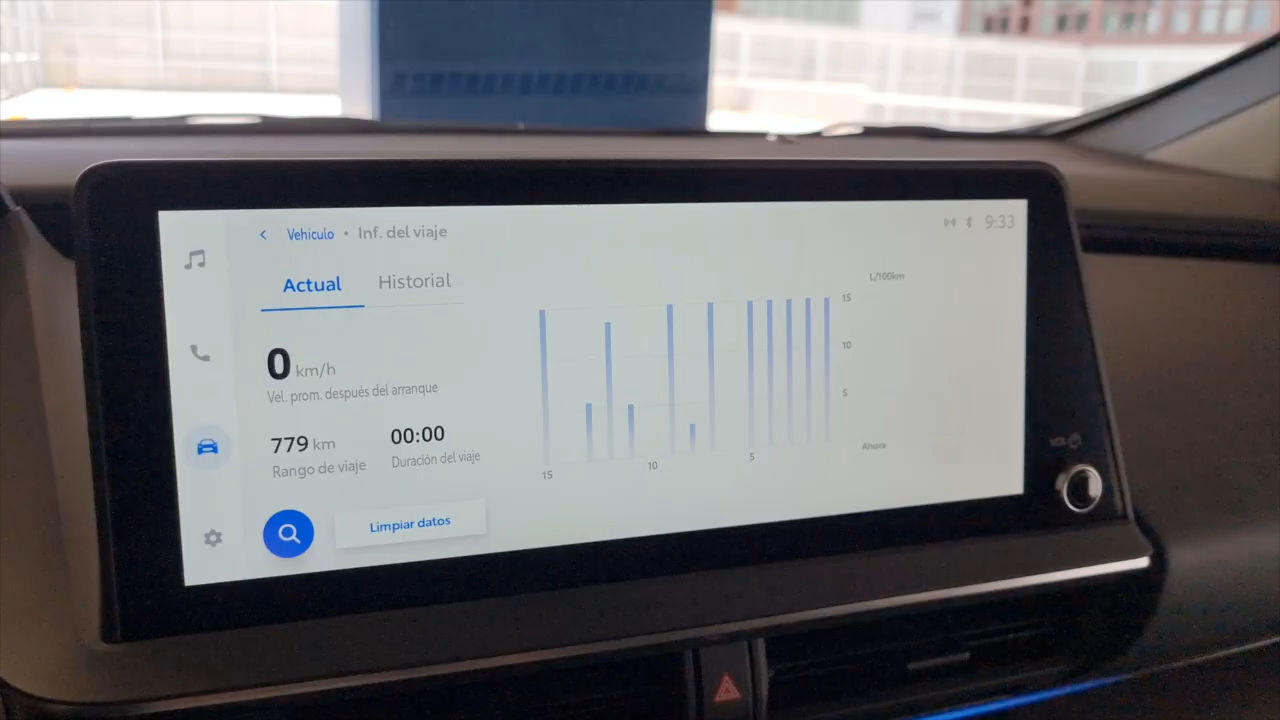 Vehículo • Inf. del viaje
9:33
Actual Historial
L/100km
15
10
5
Ahora
15 10 5
0 km/h
Vel. prom. después del arranque
779 km
Rango de viaje
00:00
Duración del viaje
Limpiar datos
VOL